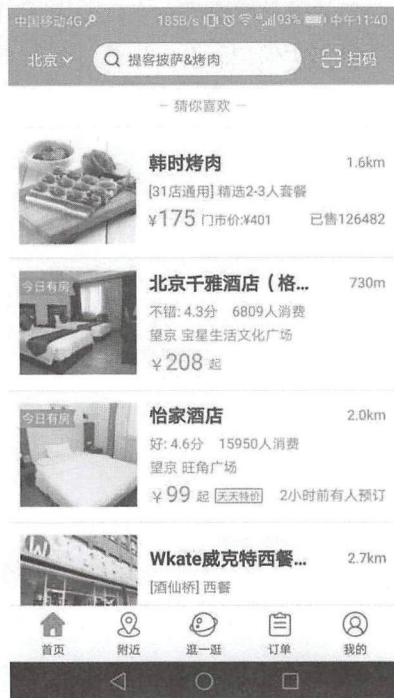 中国移动4G 185B/s 93% 中午11:40
北京 提客披萨&烤肉 扫码
— 猜你喜欢 —
韩时烤肉 1.6km
[31店通用] 精选2-3人套餐
¥175 门市价:¥401 已售126482
今日有房 北京千雅酒店（格... 730m
不错: 4.3分 6809人消费
望京 宝星生活文化广场
¥208 起
今日有房 怡家酒店 2.0km
好: 4.6分 15950人消费
望京 旺角广场
¥99 起 天天特价 2小时前有人预订
Wkate威克特西餐... 2.7km
[酒仙桥] 西餐
首页 附近 逛一逛 订单 我的